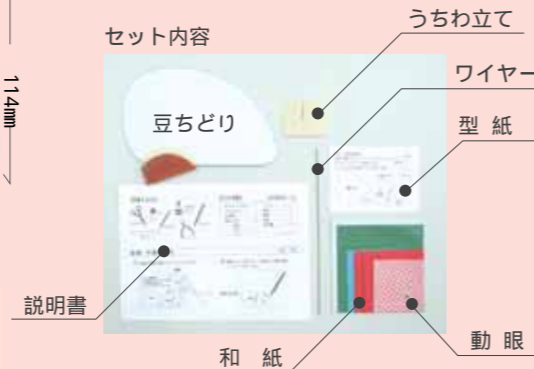 セット内容
うちわ立て
ワイヤー
型 紙
114mm
豆ちどり
説明書
和 紙
動 眼